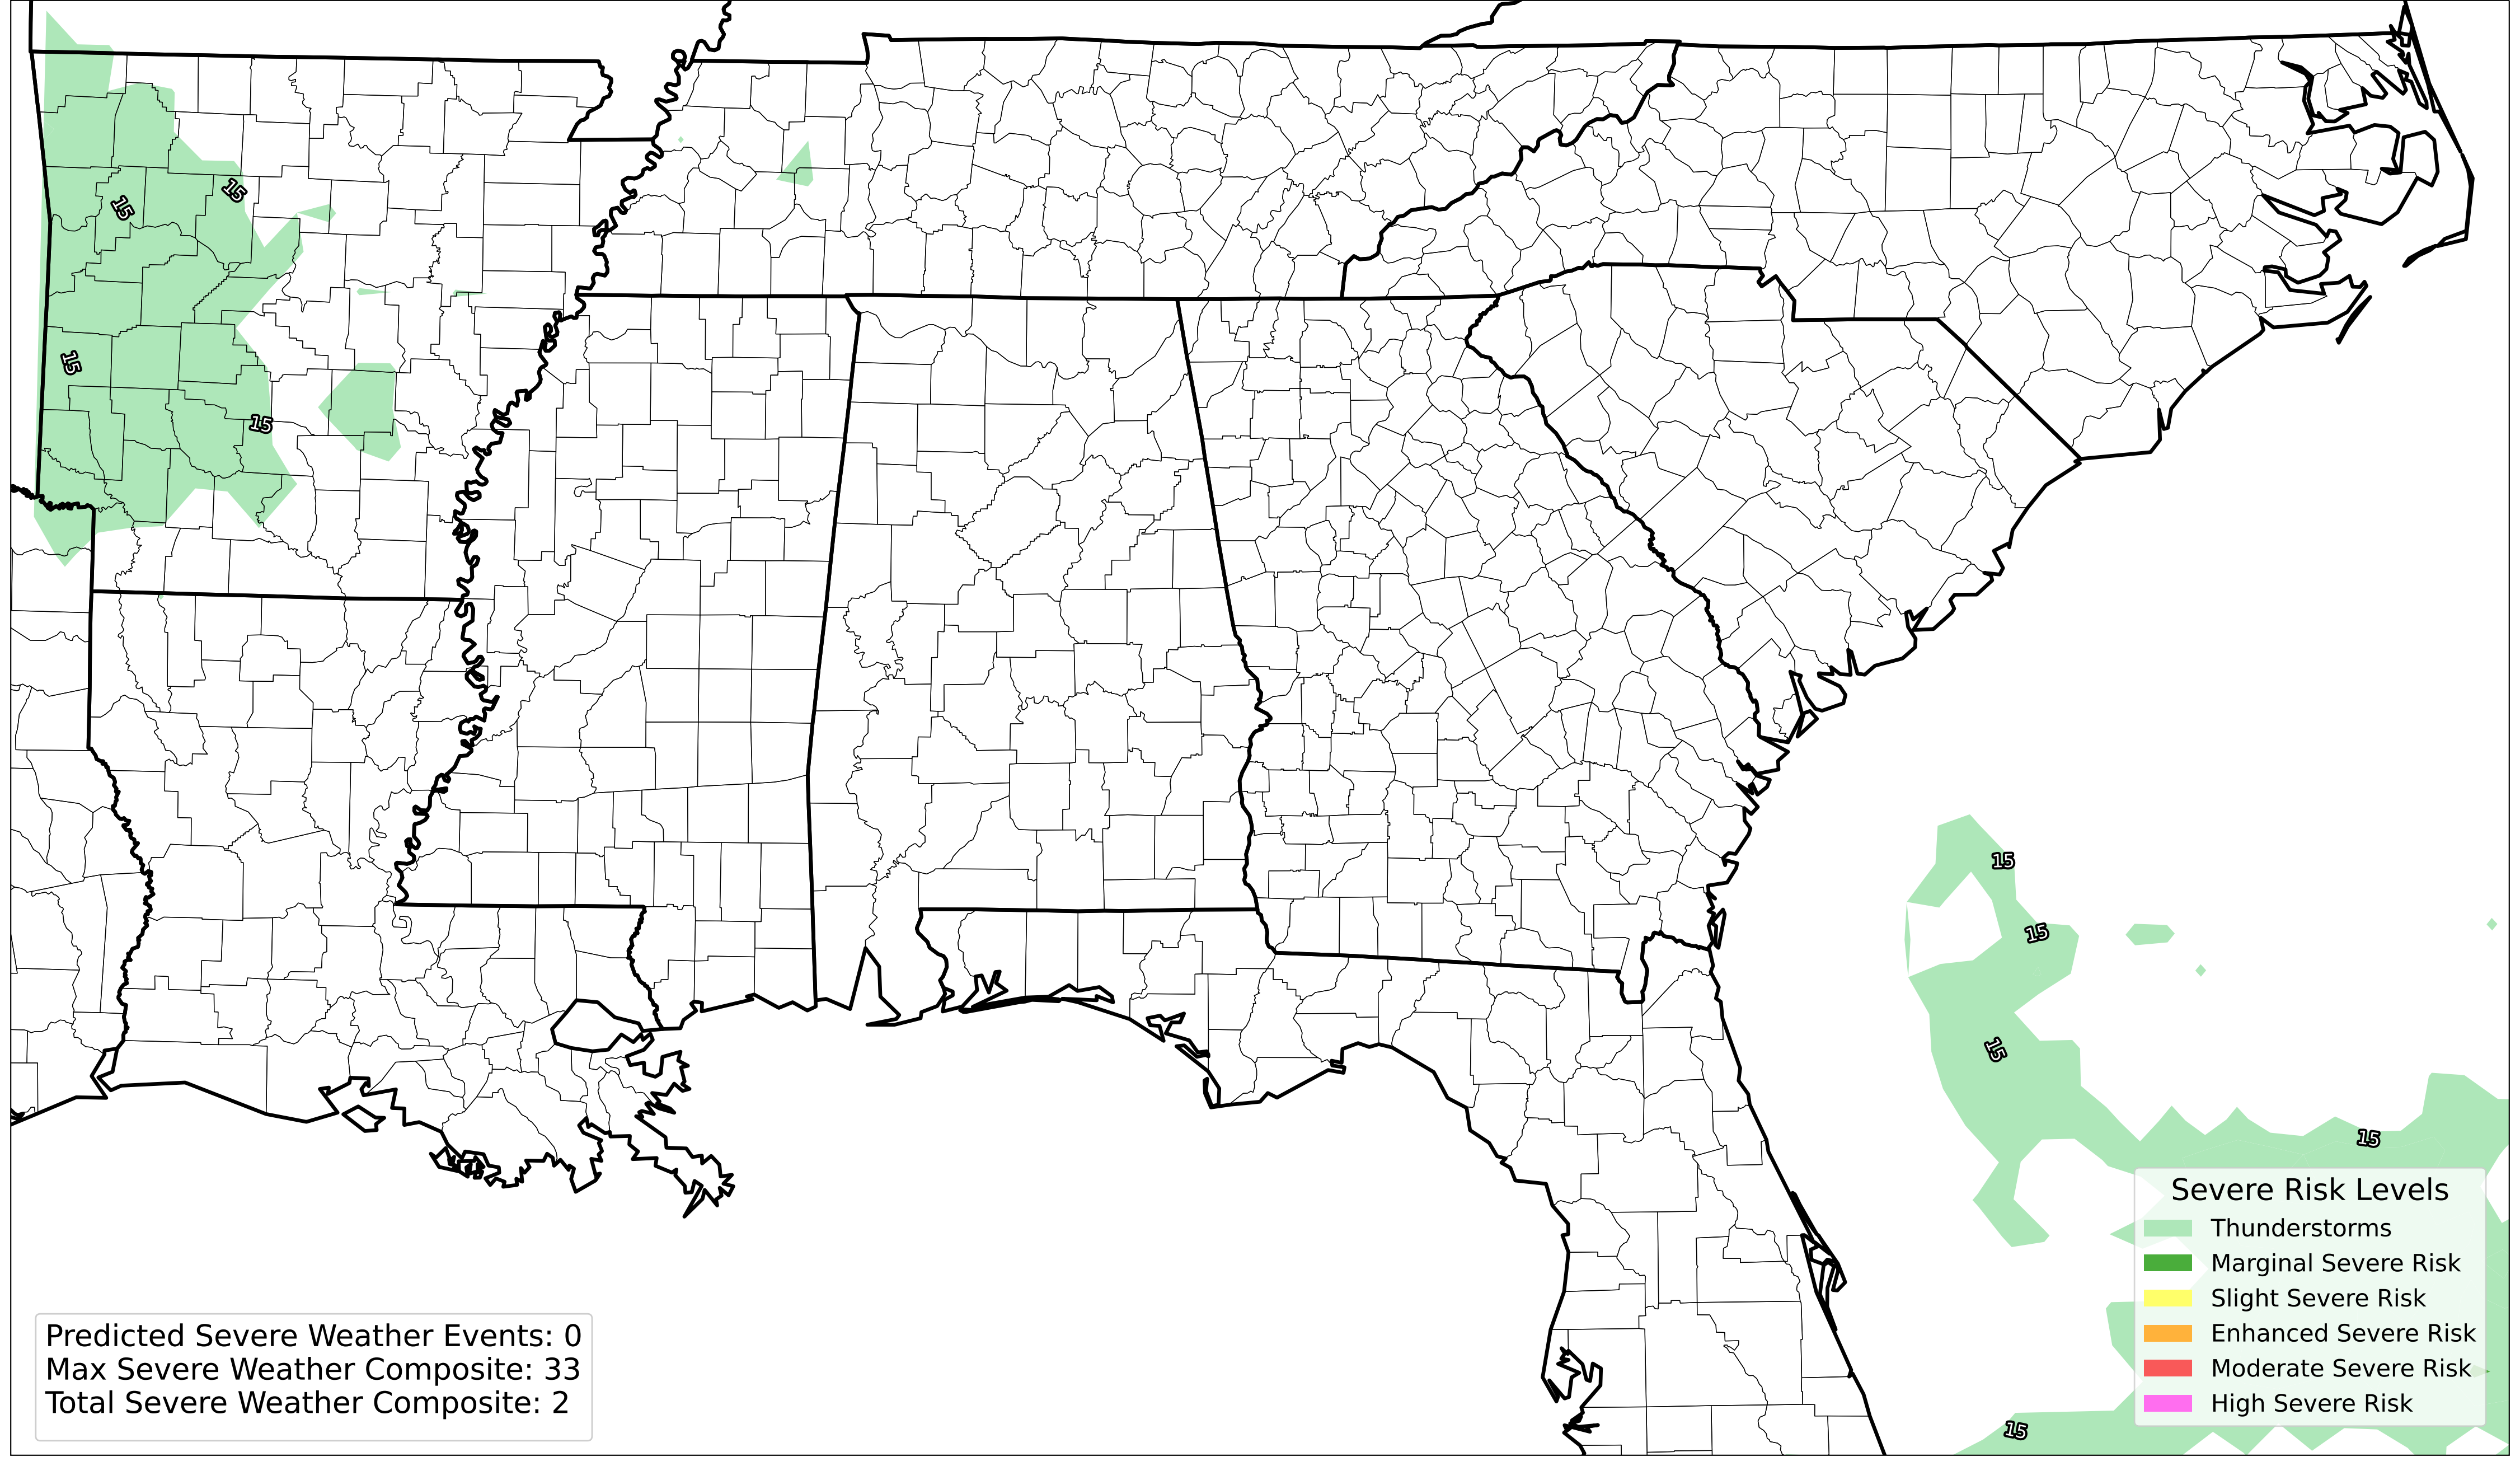 15
15
15
15
15
15
15
15
15
Severe Risk Levels
Thunderstorms
Marginal Severe Risk
Slight Severe Risk
Enhanced Severe Risk
Moderate Severe Risk
High Severe Risk
Predicted Severe Weather Events: 0
Max Severe Weather Composite: 33
Total Severe Weather Composite: 2